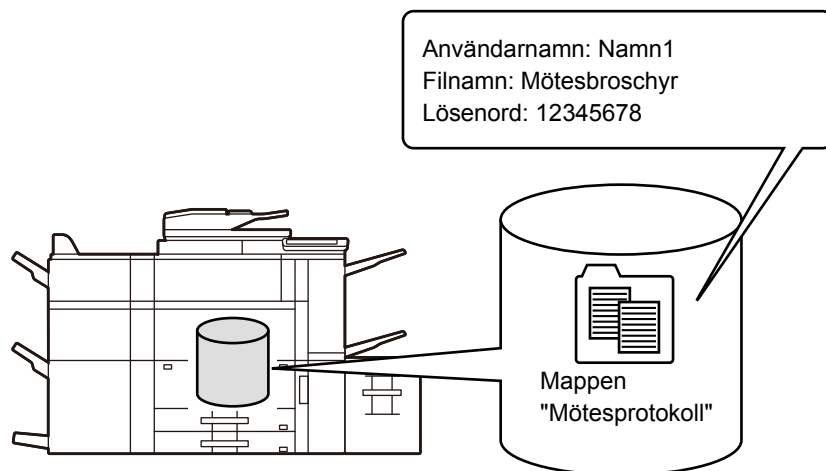 Användarnamn: Namn1
Filnamn: Mötesbroschyr
Lösenord: 12345678
Mappen
"Mötesprotokoll"